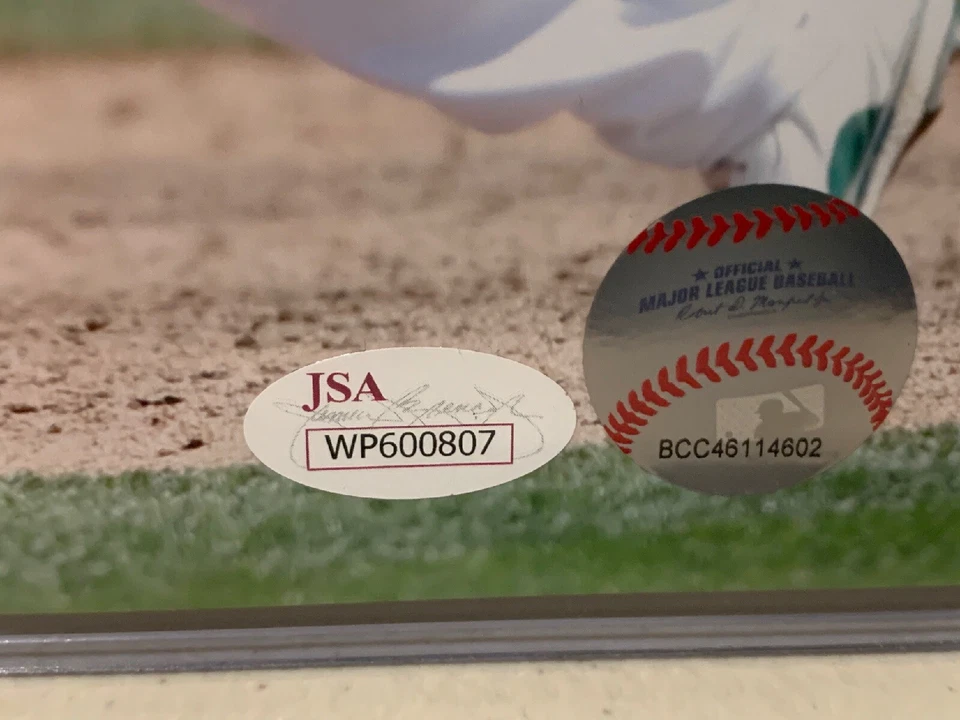 JSA
WP600807
★ OFFICIAL ★
MAJOR LEAGUE BASEBALL
BCC46114602